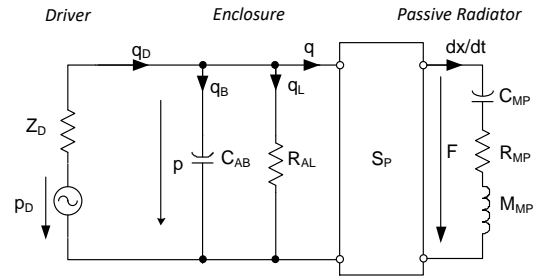 Driver
Enclosure
Passive Radiator
q_D
q
dx/dt
q_B
q_L
C_MP
Z_D
p
C_AB
R_AL
S_P
F
R_MP
p_D
M_MP